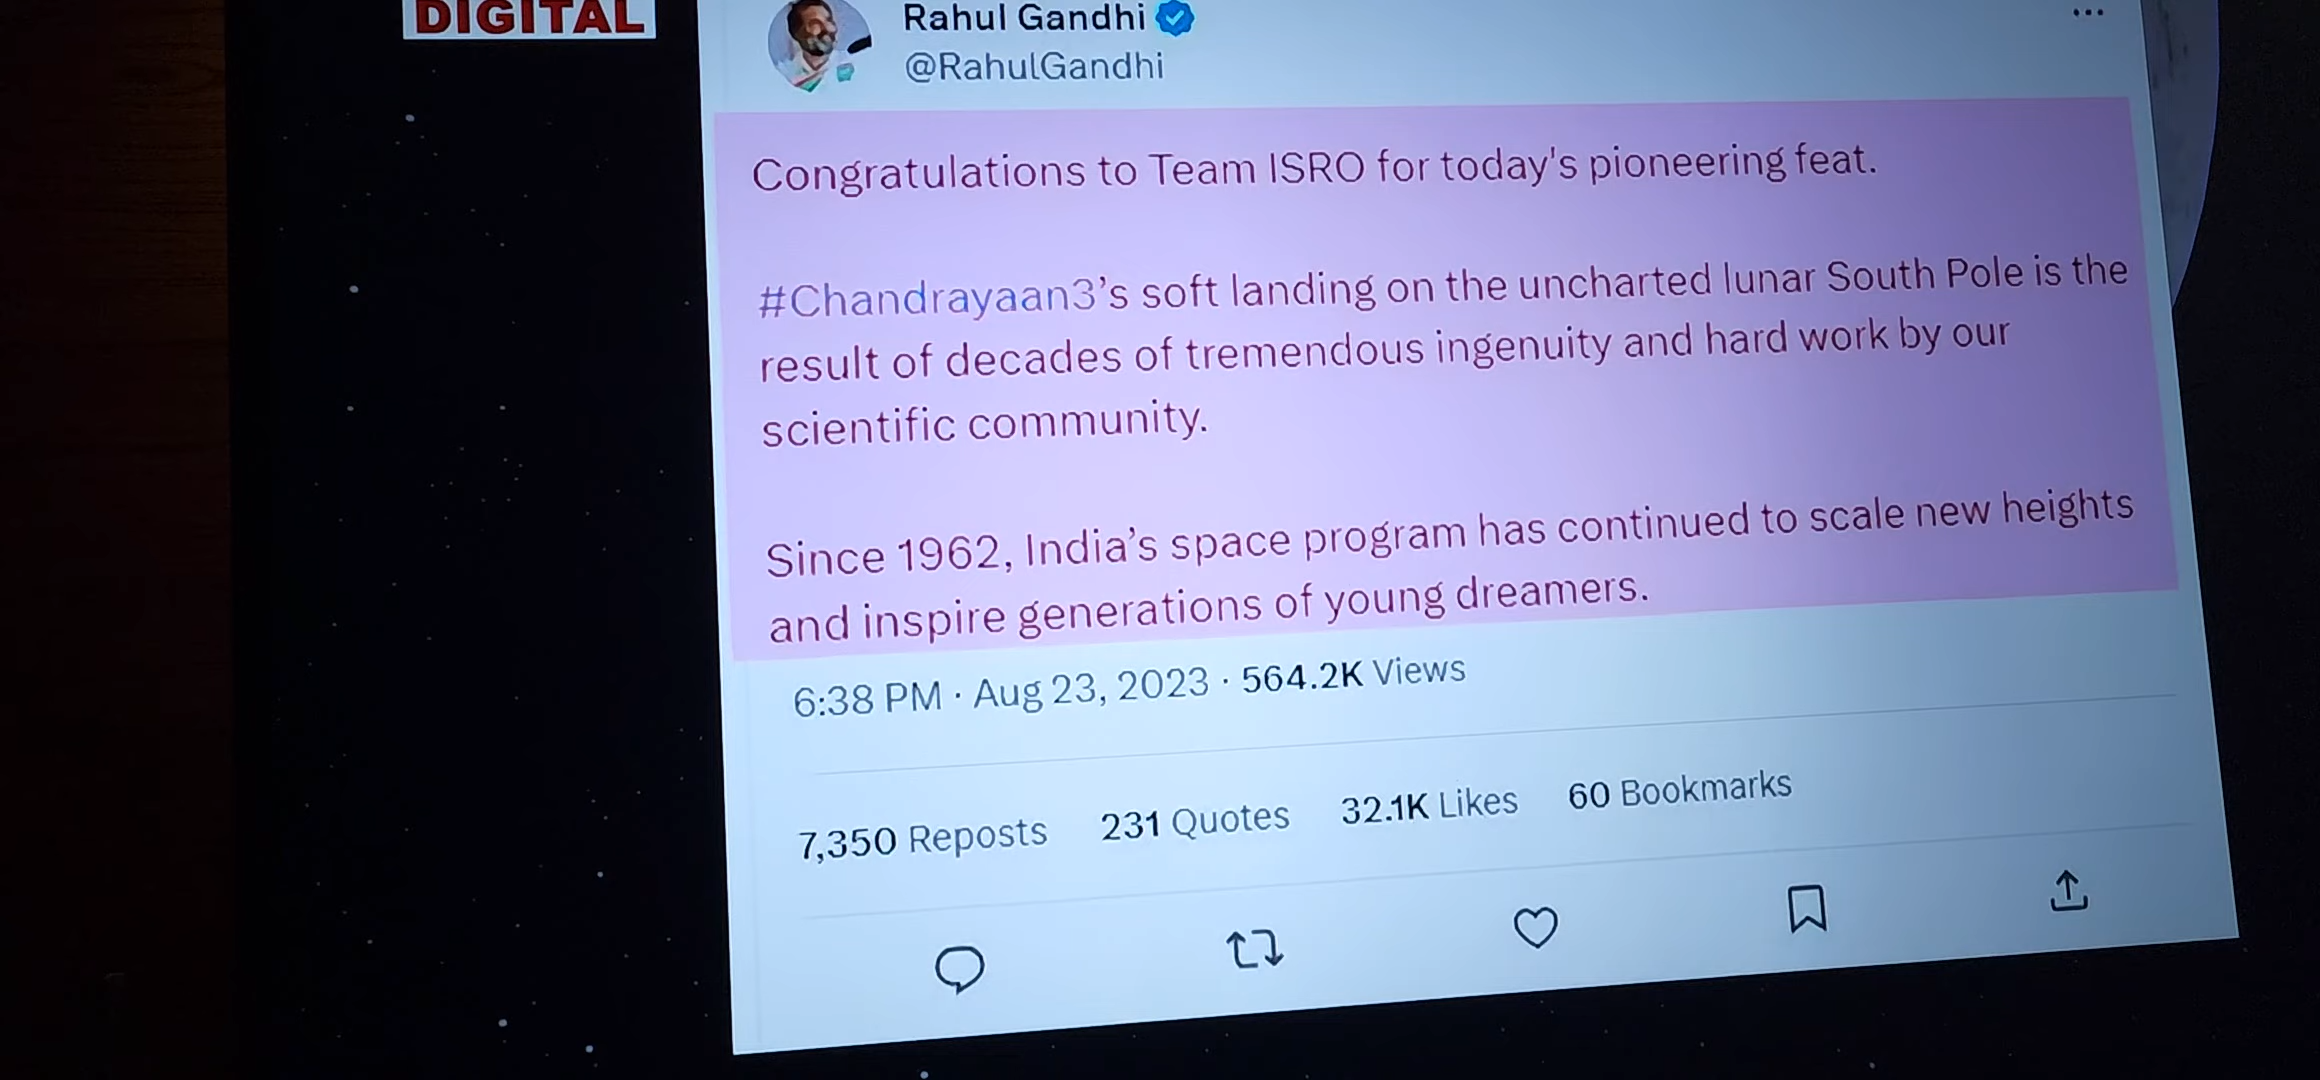 DIGITAL
Rahul Gandhi
@RahulGandhi
Congratulations to Team ISRO for today's pioneering feat.
#Chandrayaan3’s soft landing on the uncharted lunar South Pole is the
result of decades of tremendous ingenuity and hard work by our
scientific community.
Since 1962, India’s space program has continued to scale new heights
and inspire generations of young dreamers.
6:38 PM · Aug 23, 2023 · 564.2K Views
7,350 Reposts 231 Quotes 32.1K Likes 60 Bookmarks